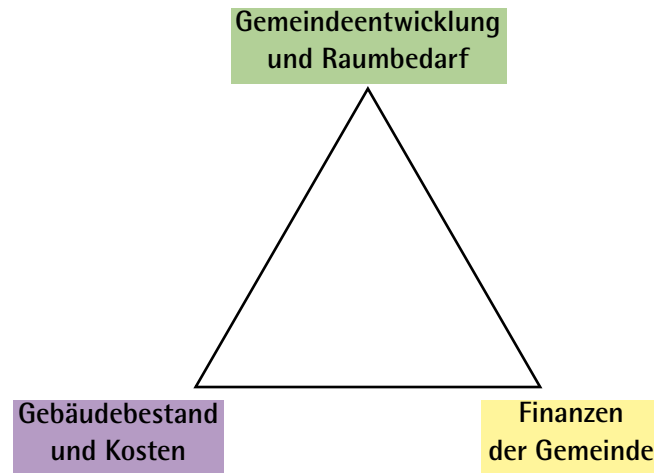 Gemeindeentwicklung
und Raumbedarf
Gebäudebestand
und Kosten
Finanzen
der Gemeinde